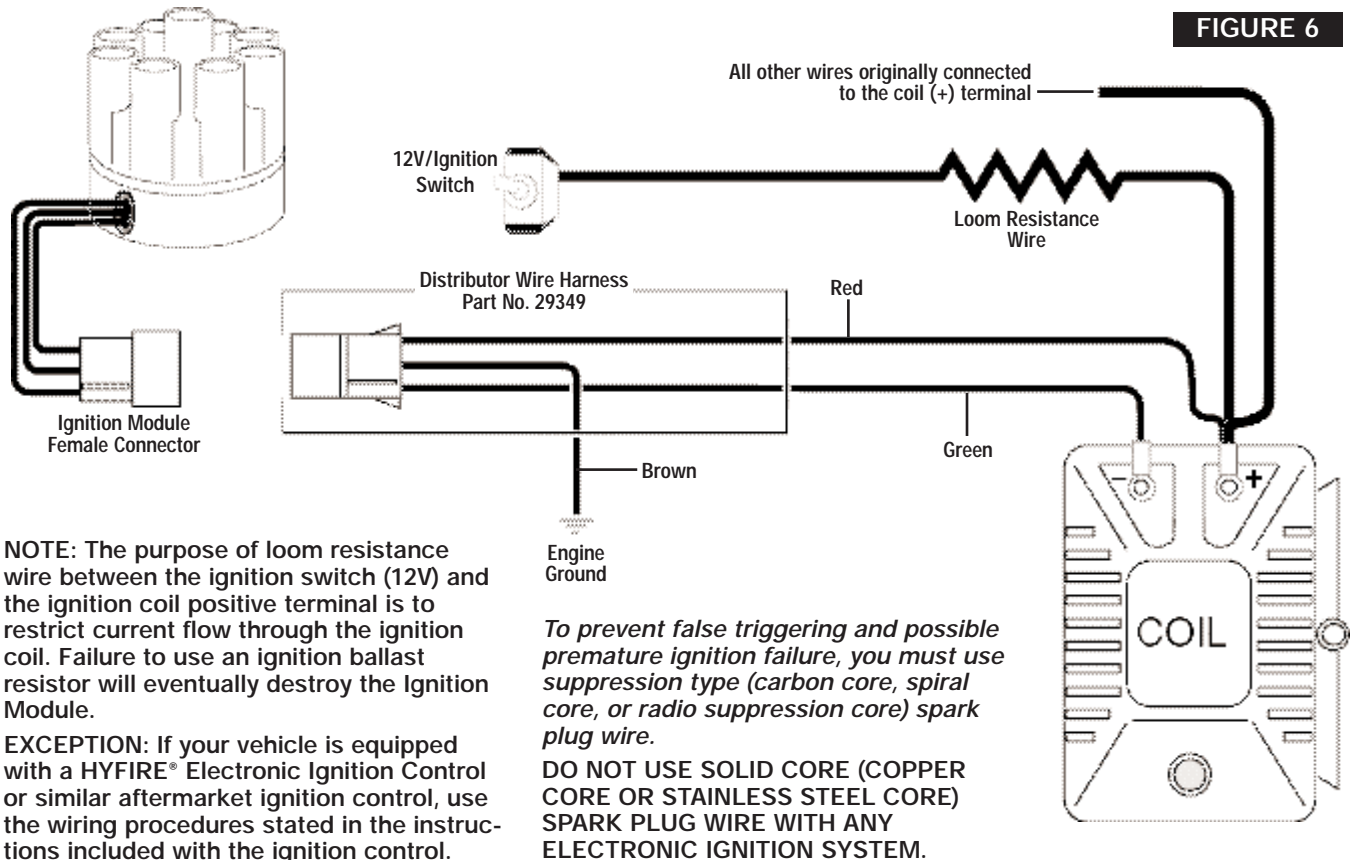 FIGURE 6
All other wires originally connected
to the coil (+) terminal
12V/Ignition
Switch
Loom Resistance
Wire
Distributor Wire Harness
Part No. 29349
Red
Ignition Module
Female Connector
Green
Brown
Engine
Ground
- +
COIL
NOTE: The purpose of loom resistance
wire between the ignition switch (12V) and
the ignition coil positive terminal is to
restrict current flow through the ignition
coil. Failure to use an ignition ballast
resistor will eventually destroy the Ignition
Module.
EXCEPTION: If your vehicle is equipped
with a HYFIRE® Electronic Ignition Control
or similar aftermarket ignition control, use
the wiring procedures stated in the instruc-
tions included with the ignition control.
To prevent false triggering and possible
premature ignition failure, you must use
suppression type (carbon core, spiral
core, or radio suppression core) spark
plug wire.
DO NOT USE SOLID CORE (COPPER
CORE OR STAINLESS STEEL CORE)
SPARK PLUG WIRE WITH ANY
ELECTRONIC IGNITION SYSTEM.